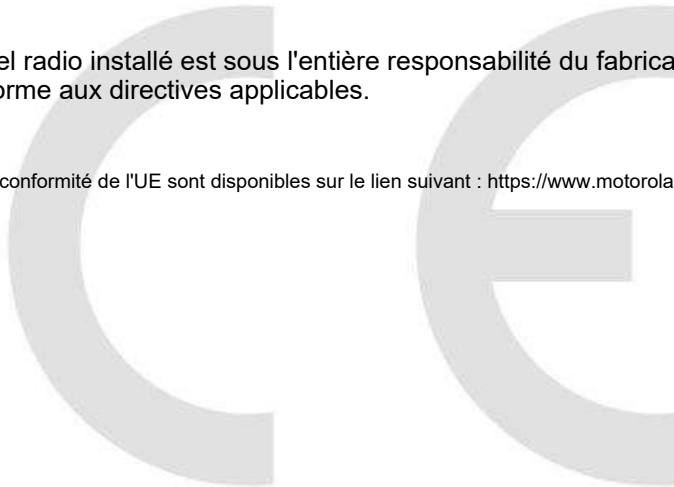 el radio installé est sous l'entière responsabilité du fabrica
orme aux directives applicables.
conformité de l'UE sont disponibles sur le lien suivant : https://www.motorola
CE